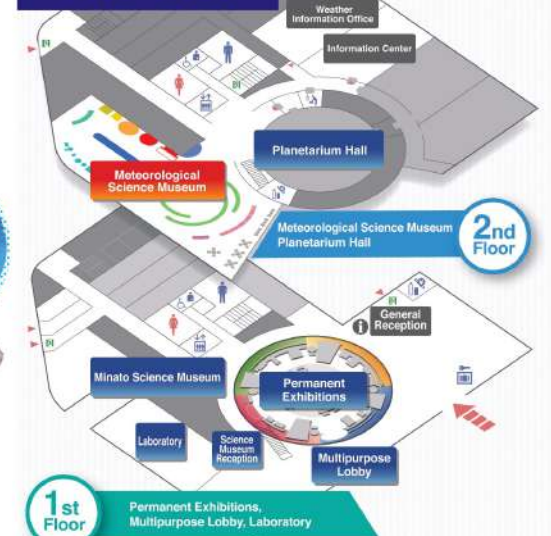 Weather
Information Office
Information Center
Planetarium Hall
Meteorological
Science Museum
Meteorological Science Museum
Planetarium Hall
2nd
Floor
General
Reception
Minato Science Museum
Permanent
Exhibitions
Laboratory
Science
Museum
Reception
Multipurpose
Lobby
1st
Floor
Permanent Exhibitions,
Multipurpose Lobby, Laboratory